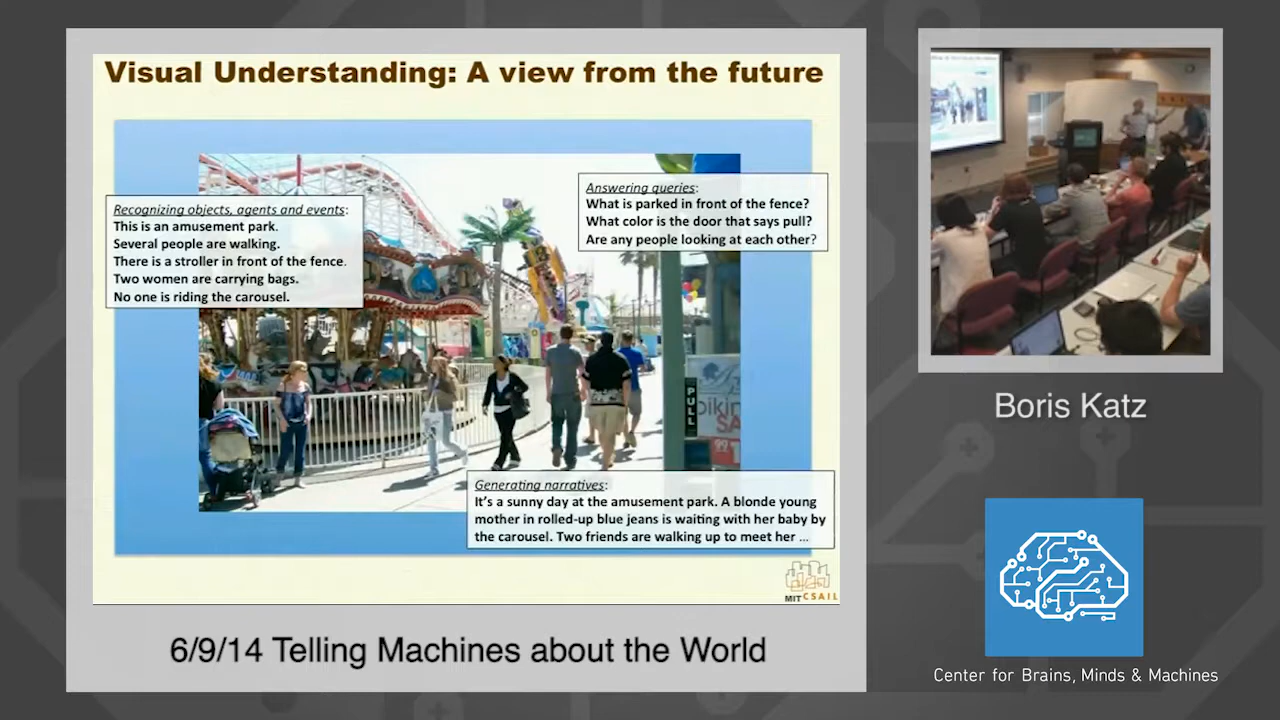 Visual Understanding: A view from the future
Recognizing objects, agents and events:
This is an amusement park.
Several people are walking.
There is a stroller in front of the fence.
Two women are carrying bags.
No one is riding the carousel.
Answering queries:
What is parked in front of the fence?
What color is the door that says pull?
Are any people looking at each other?
PULL
Generating narratives:
It's a sunny day at the amusement park. A blonde young
mother in rolled-up blue jeans is waiting with her baby by
the carousel. Two friends are walking up to meet her ...
MIT CSAIL
6/9/14 Telling Machines about the World
Boris Katz
Center for Brains, Minds & Machines